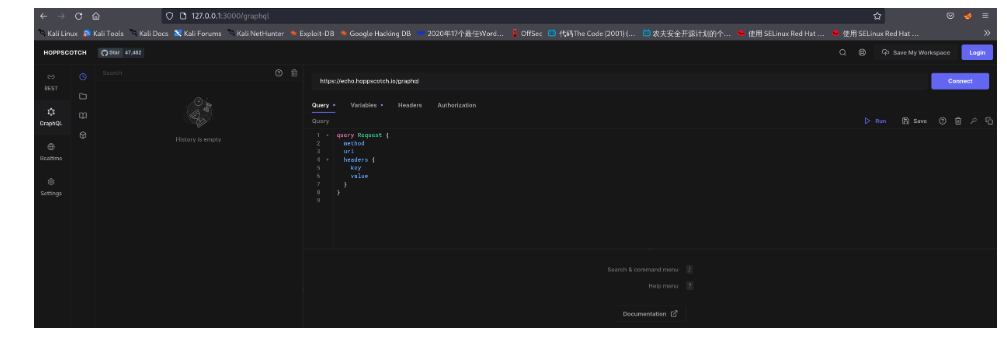 127.0.0.1:3000/graphql
Kali Linux Kali Tools Kali Docs Kali Forums Kali NetHunter Exploit-DB Google Hacking DB 2020年17个最佳Word... OffSec 代码The Code (2001) (... 农夫安全开源计划的个... 使用 SELinux Red Hat ... 使用 SELinux Red Hat ...
HOPPSCOTCH Star 47,482 Save My Workspace Login
REST
GraphQL
Realtime
Settings
Search
History is empty
https://echo.hoppscotch.io/graphql Connect
Query Variables Headers Authorization
Query Run Save
1 query Request {
2 method
3 url
4 headers {
5 key
6 value
7 }
8 }
9
Search & command menu /
Help menu ?
Documentation